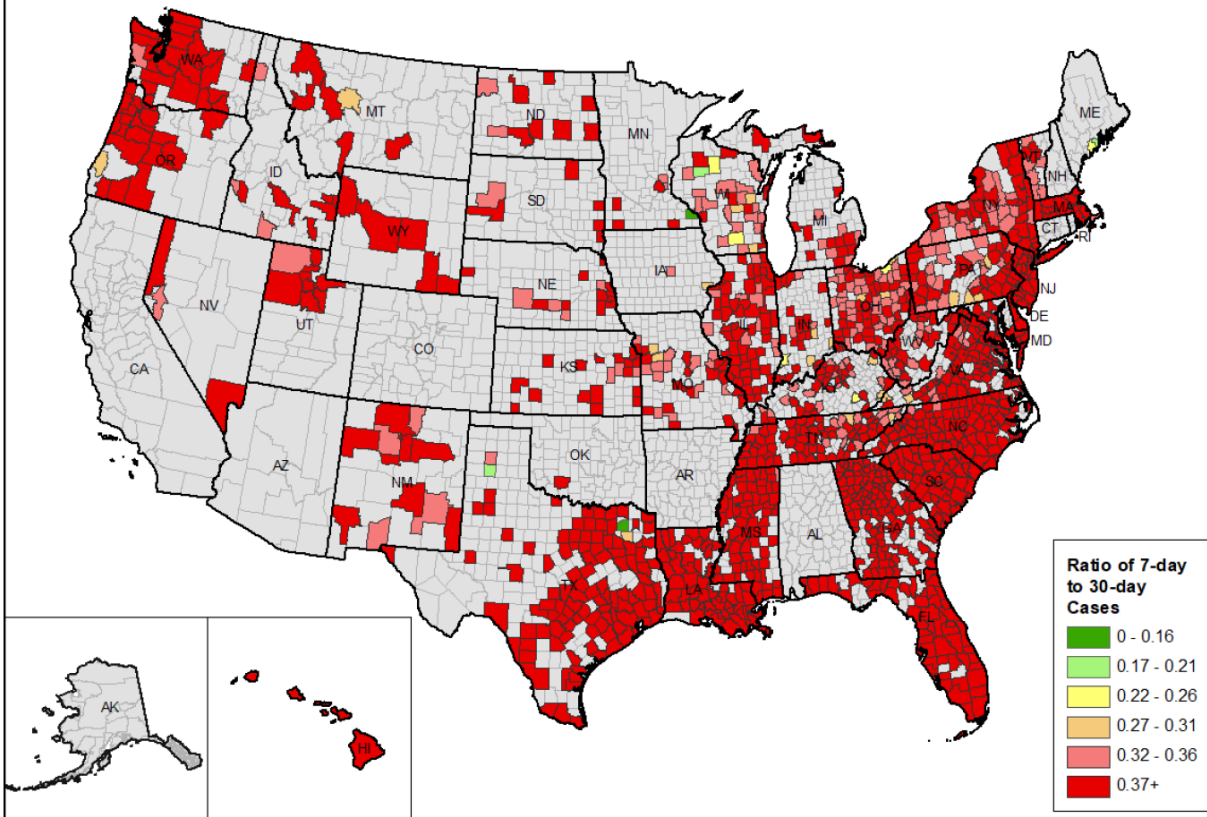 WA
MT
ND
MN
ME
OR
ID
SD
WI
MI
VT
NH
NY
MA
CT
RI
WY
IA
PA
NJ
NE
NV
UT
IL
IN
OH
DE
MD
CO
WV
CA
KS
MO
KY
VA
NC
TN
AZ
OK
NM
AR
SC
MS
AL
GA
TX
LA
FL
AK
HI
Ratio of 7-day
to 30-day
Cases
0 - 0.16
0.17 - 0.21
0.22 - 0.26
0.27 - 0.31
0.32 - 0.36
0.37+